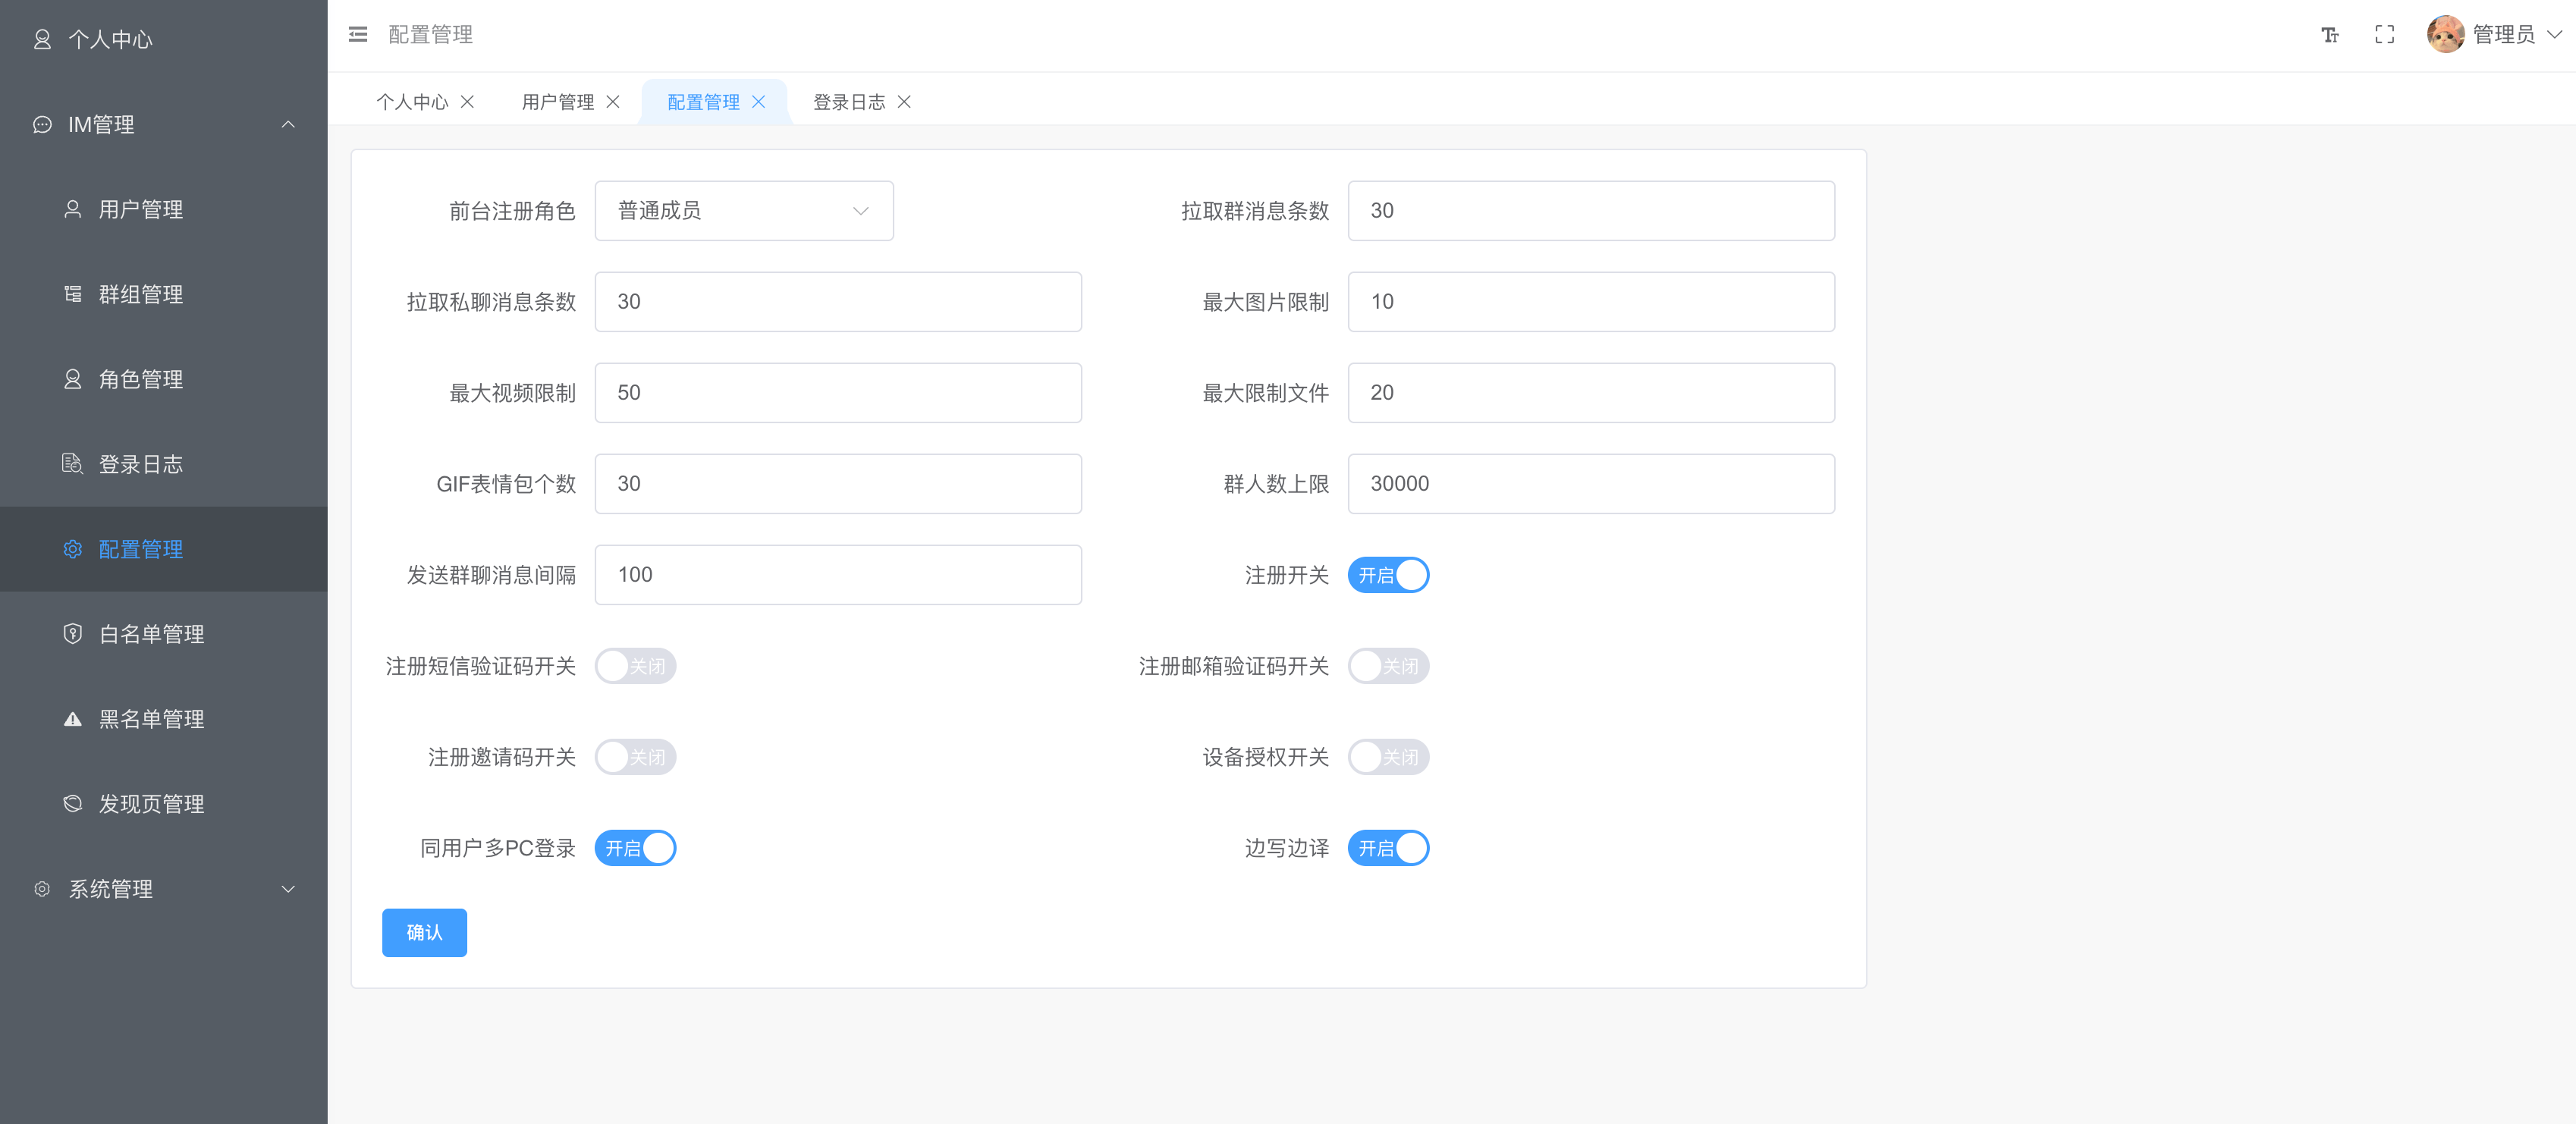 个人中心
IM管理
用户管理
群组管理
角色管理
登录日志
配置管理
白名单管理
黑名单管理
发现页管理
系统管理
配置管理
管理员
个人中心 用户管理 配置管理 登录日志
前台注册角色 普通成员 拉取群消息条数 30
拉取私聊消息条数 30 最大图片限制 10
最大视频限制 50 最大限制文件 20
GIF表情包个数 30 群人数上限 30000
发送群聊消息间隔 100 注册开关 开启
注册短信验证码开关 关闭 注册邮箱验证码开关 关闭
注册邀请码开关 关闭 设备授权开关 关闭
同用户多PC登录 开启 边写边译 开启
确认